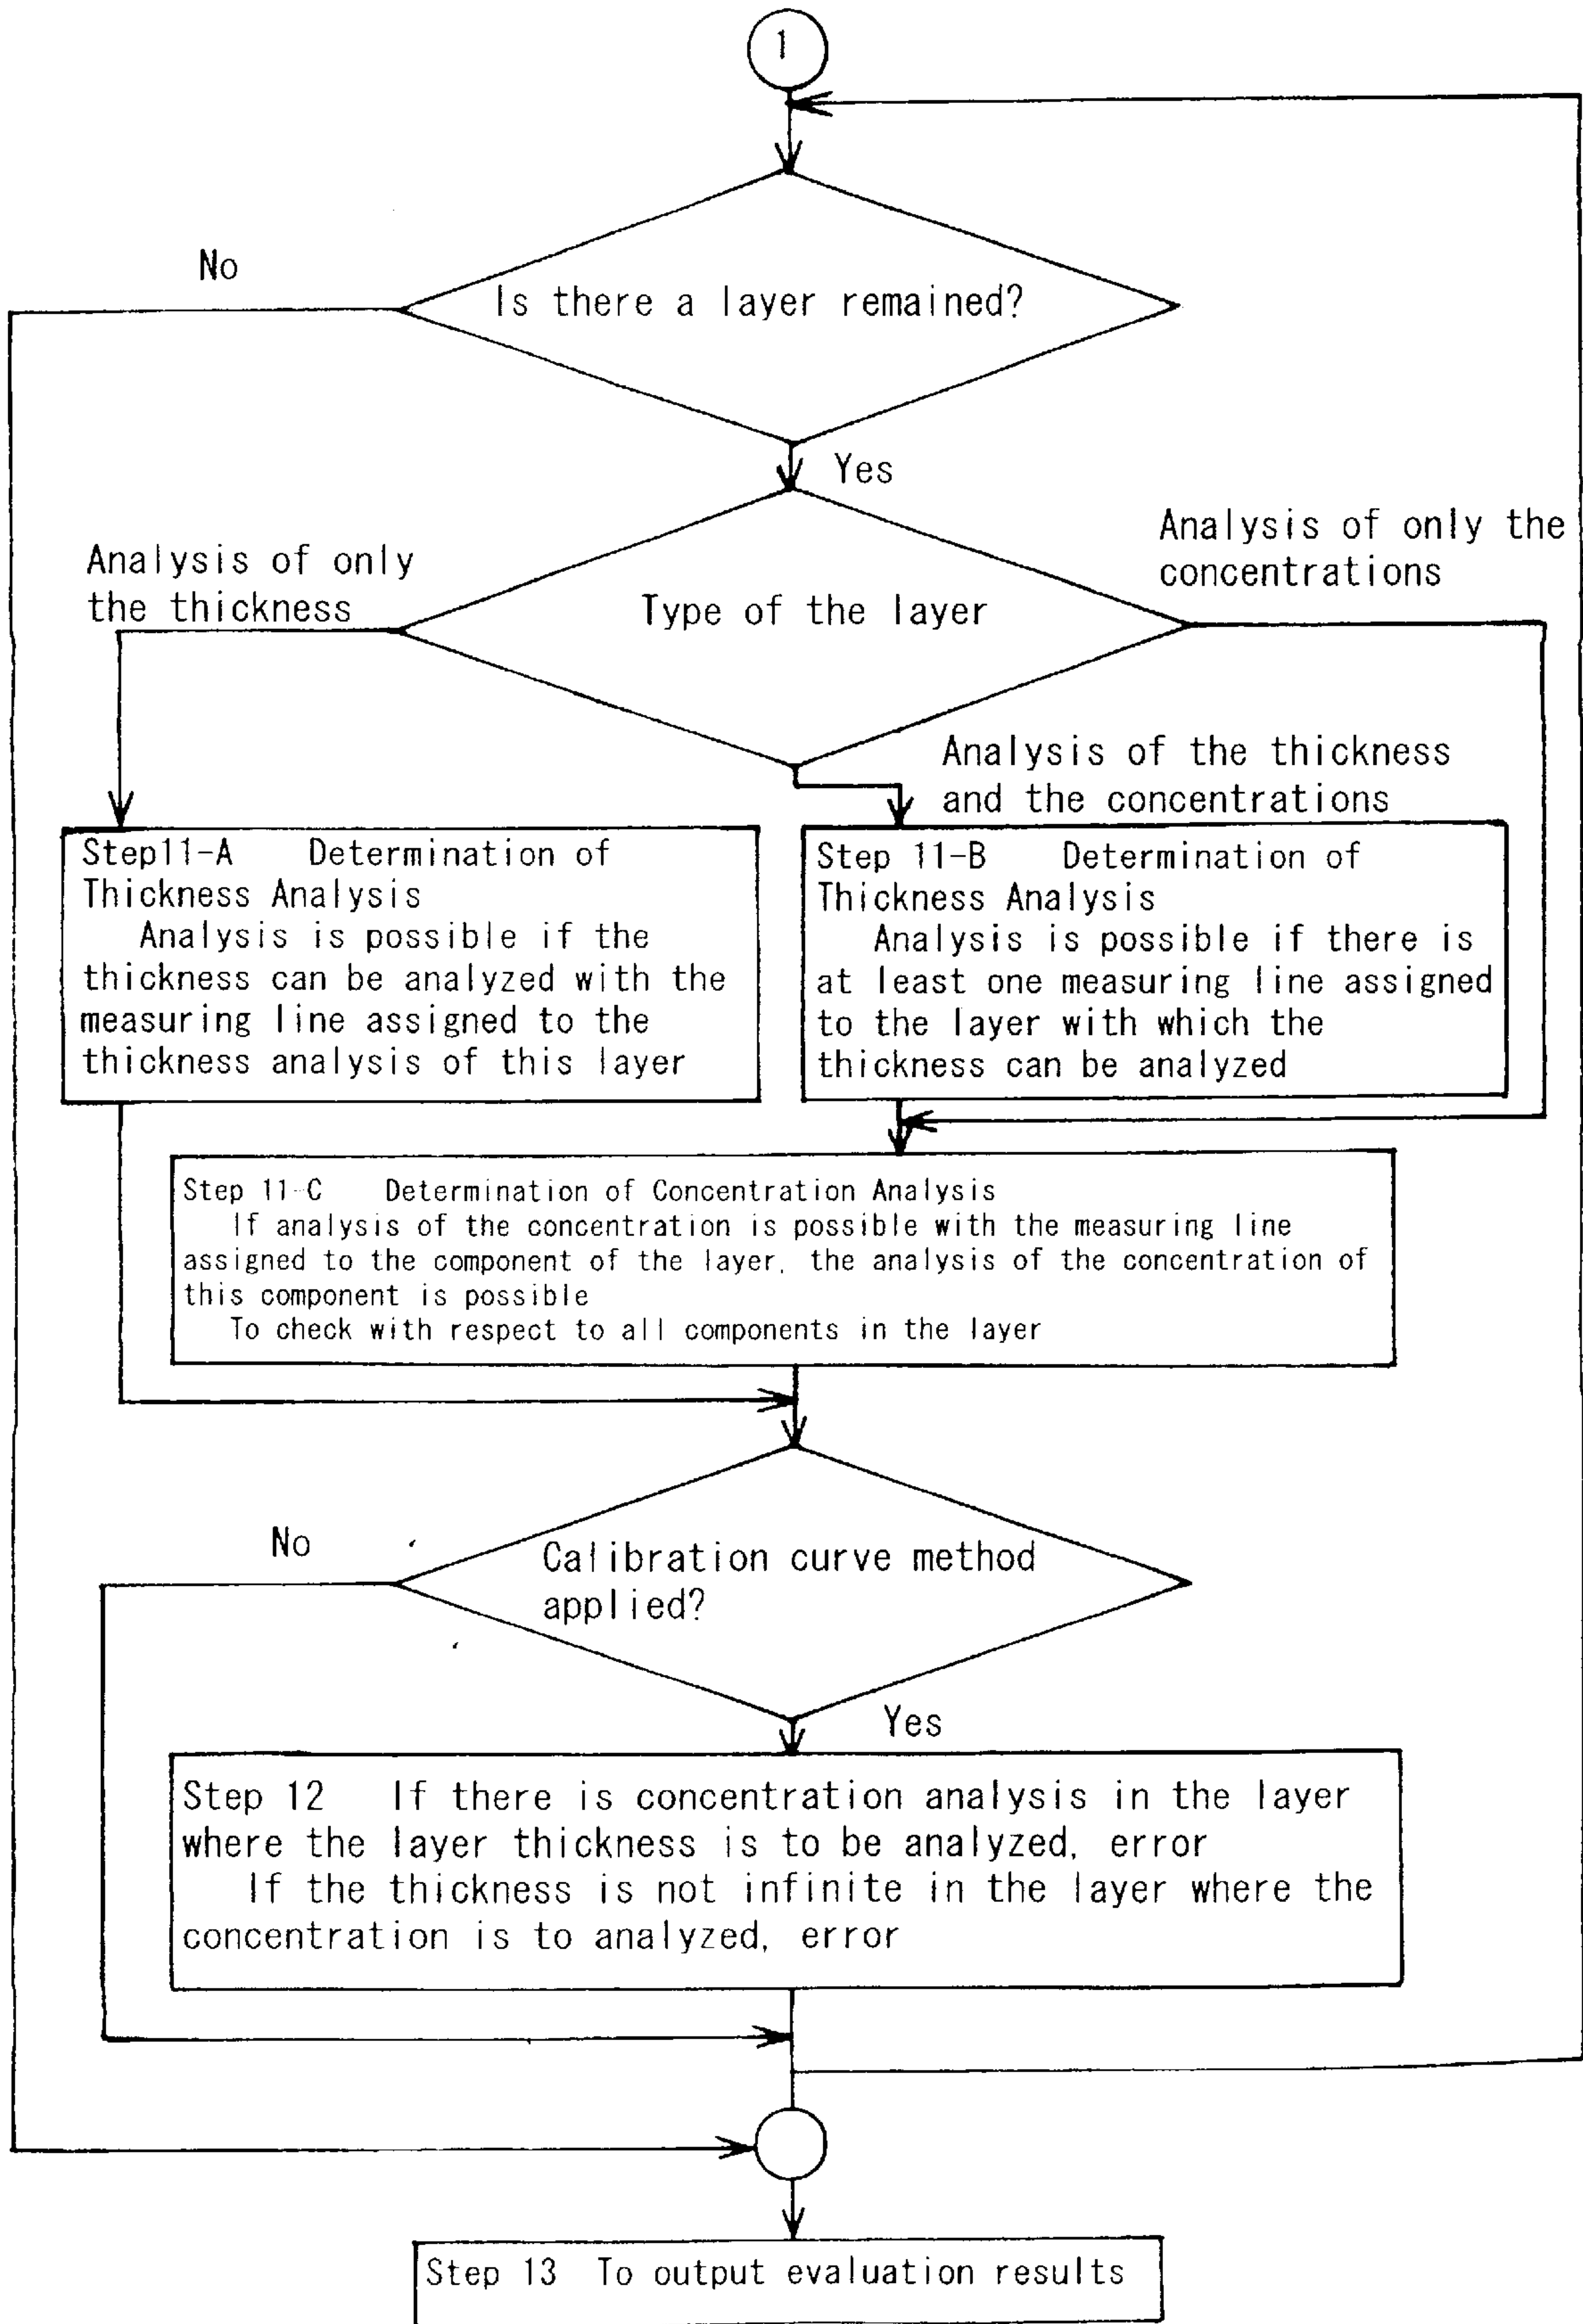 1
No
Is there a layer remained?
Yes
Analysis of only
the thickness
Type of the layer
Analysis of only the
concentrations
Analysis of the thickness
and the concentrations
Step11-A Determination of
Thickness Analysis
Analysis is possible if the
thickness can be analyzed with the
measuring line assigned to the
thickness analysis of this layer
Step 11-B Determination of
Thickness Analysis
Analysis is possible if there is
at least one measuring line assigned
to the layer with which the
thickness can be analyzed
Step 11-C Determination of Concentration Analysis
If analysis of the concentration is possible with the measuring line
assigned to the component of the layer, the analysis of the concentration of
this component is possible
To check with respect to all components in the layer
No
Calibration curve method
applied?
Yes
Step 12 If there is concentration analysis in the layer
where the layer thickness is to be analyzed, error
If the thickness is not infinite in the layer where the
concentration is to analyzed, error
Step 13 To output evaluation results